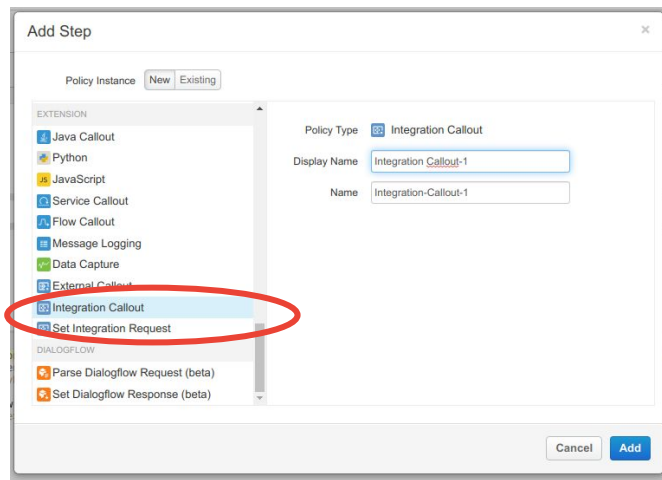 Add Step
×
Policy Instance New Existing
EXTENSION
Java Callout
Python
JS JavaScript
Service Callout
Flow Callout
Message Logging
Data Capture
External Callout
Integration Callout
Set Integration Request
DIALOGFLOW
Parse Dialogflow Request (beta)
Set Dialogflow Response (beta)
Policy Type Integration Callout
Display Name Integration Callout-1
Name Integration-Callout-1
Cancel Add